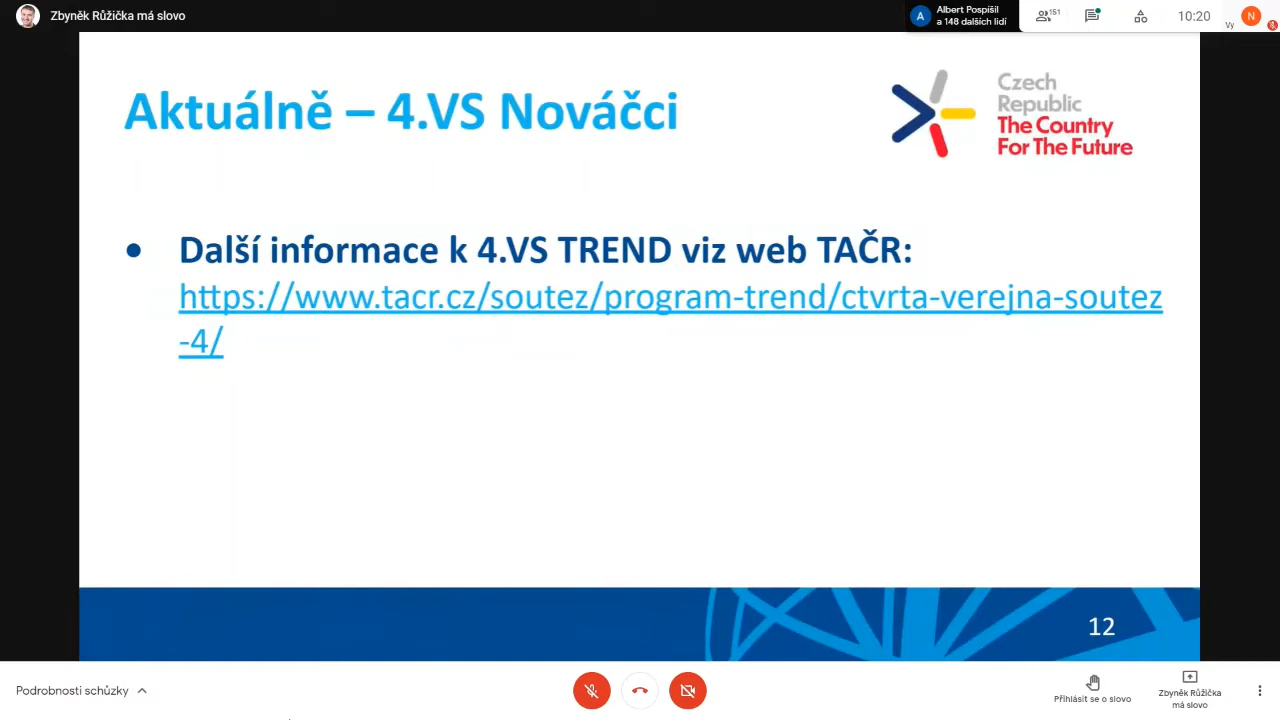 Zbyněk Růžička má slovo
A
Albert Pospíšil
a 148 dalších lidí
151
10:20
Vy
N
Aktuálně – 4.VS Nováčci
Czech
Republic
The Country
For The Future
• Další informace k 4.VS TREND viz web TAČR:
https://www.tacr.cz/soutez/program-trend/ctvrta-verejna-soutez
-4/
12
Podrobnosti schůzky
Přihlásit se o slovo
Zbyněk Růžička
má slovo